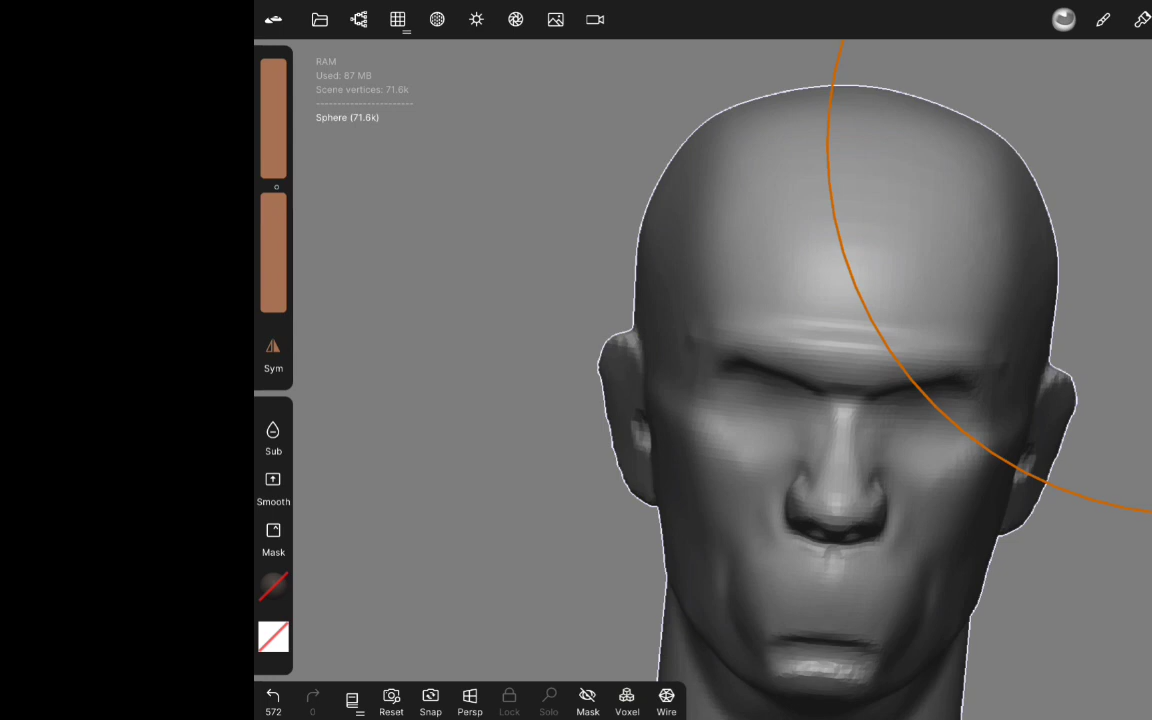 RAM
Used: 87 MB
Scene vertices: 71.6k
-----------------------
Sphere (71.6k)
Sym
Sub
Smooth
Mask
572
0
Reset
Snap
Persp
Lock
Solo
Mask
Voxel
Wire